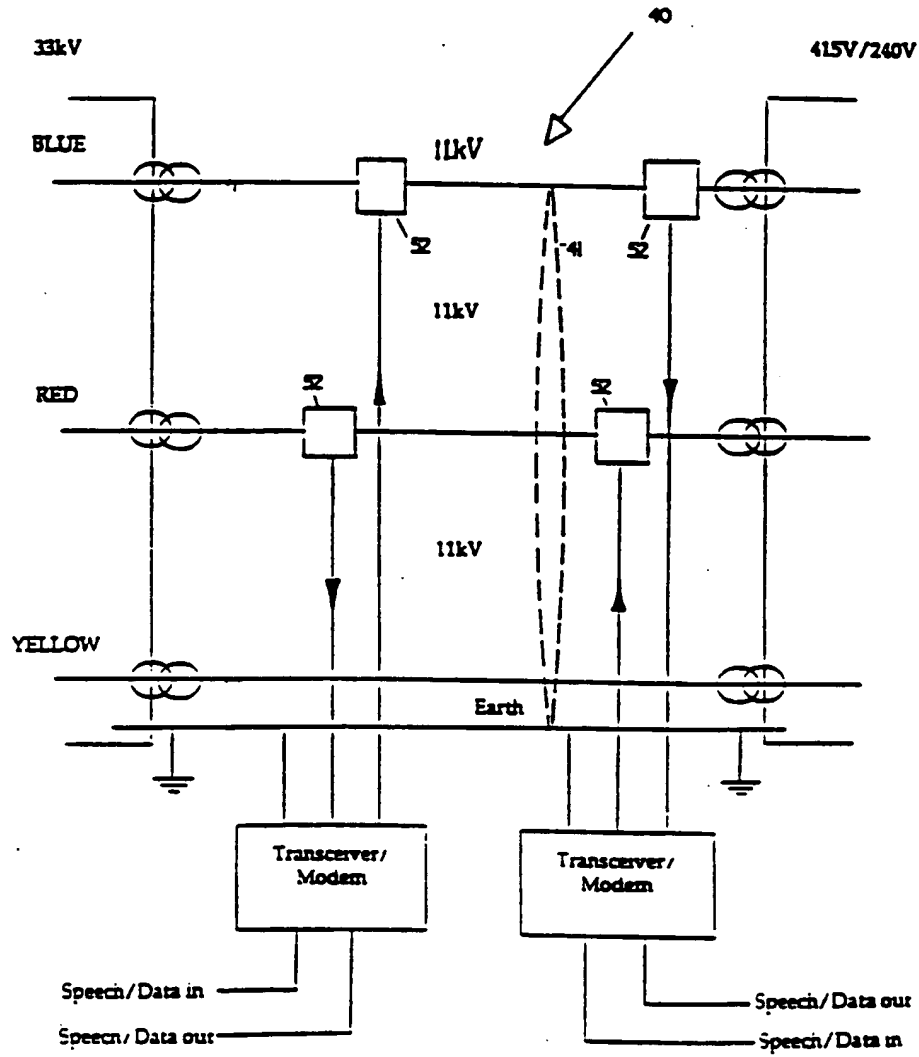 40
33kV
415V/240V
BLUE
11kV
52
41
52
11kV
RED
52
52
11kV
YELLOW
Earth
Transceiver/
Modem
Transceiver/
Modem
Speech/Data in
Speech/Data out
Speech/Data out
Speech/Data in